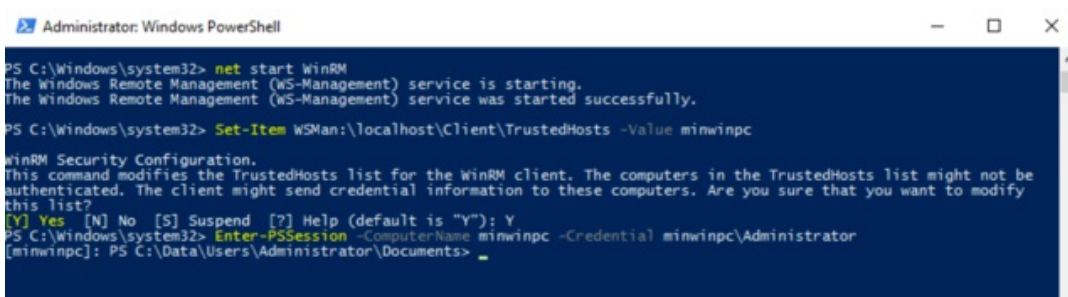 Administrator: Windows PowerShell
PS C:\Windows\system32> net start WinRM
The Windows Remote Management (WS-Management) service is starting.
The Windows Remote Management (WS-Management) service was started successfully.
PS C:\Windows\system32> Set-Item WSMan:\localhost\Client\TrustedHosts -Value minwinpc
WinRM Security Configuration.
This command modifies the TrustedHosts list for the WinRM client. The computers in the TrustedHosts list might not be
authenticated. The client might send credential information to these computers. Are you sure that you want to modify
this list?
[Y] Yes  [N] No  [S] Suspend  [?] Help (default is "Y"): Y
PS C:\Windows\system32> Enter-PSSession -ComputerName minwinpc -Credential minwinpc\Administrator
[minwinpc]: PS C:\Data\Users\Administrator\Documents> _